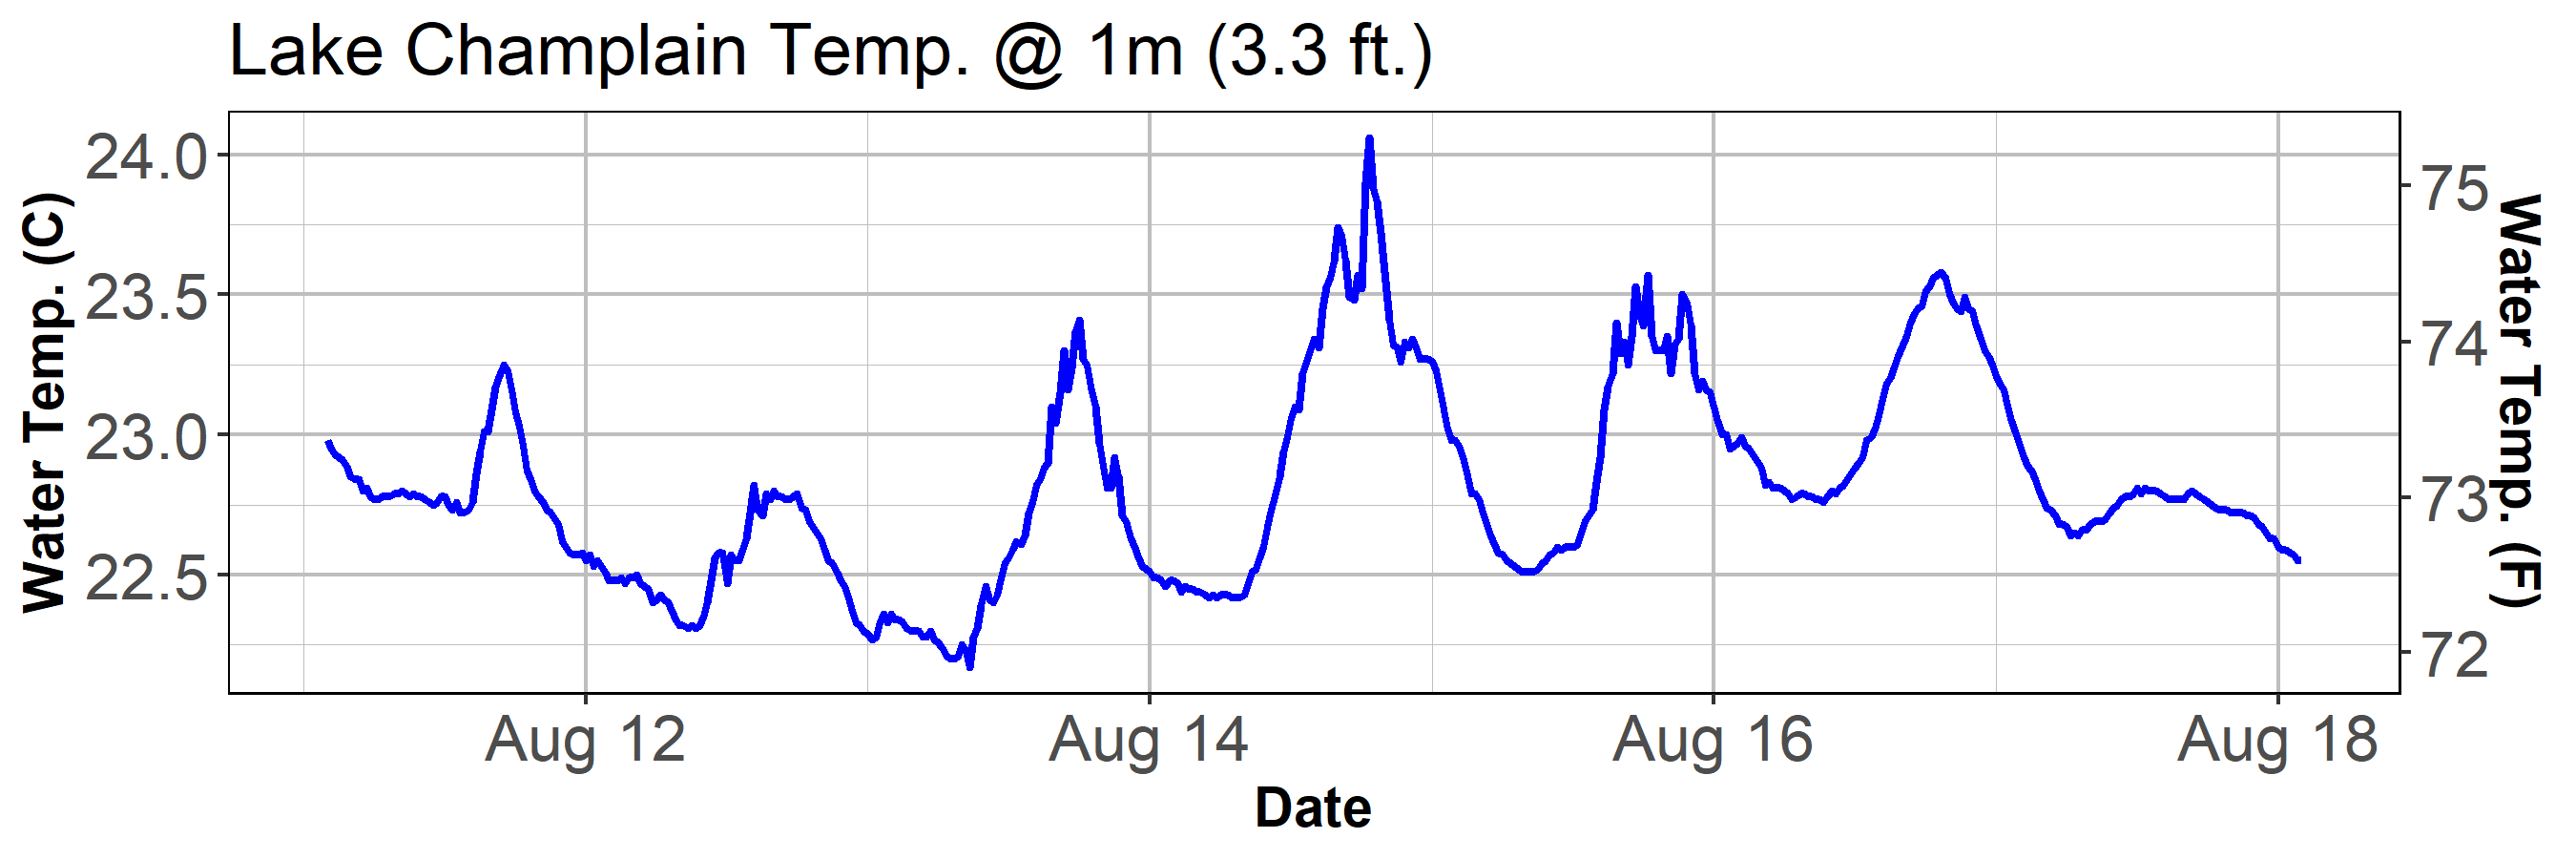 Lake Champlain Temp. @ 1m (3.3 ft.)
Water Temp. (C)
24.0
23.5
23.0
22.5
75
74
73
72
Water Temp. (F)
Aug 12
Aug 14
Aug 16
Aug 18
Date